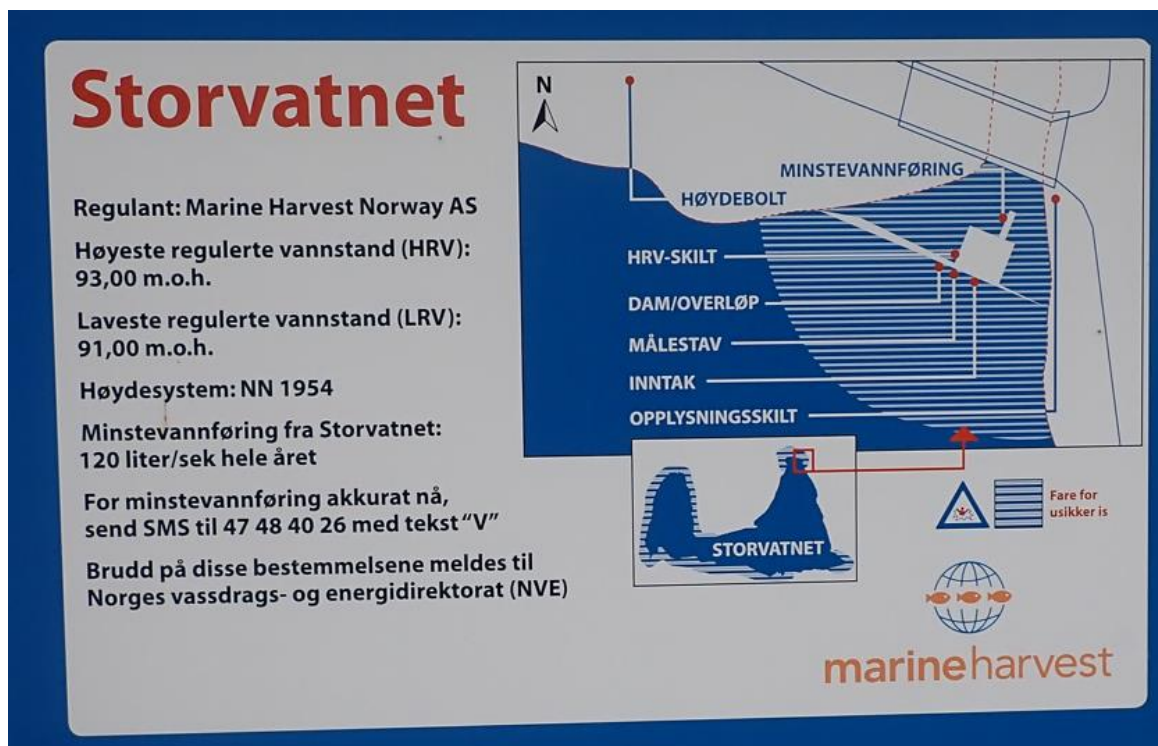 Storvatnet
Regulant: Marine Harvest Norway AS
Høyeste regulerte vannstand (HRV):
93,00 m.o.h.
Laveste regulerte vannstand (LRV):
91,00 m.o.h.
Høydesystem: NN 1954
Minstevannføring fra Storvatnet:
120 liter/sek hele året
For minstevannføring akkurat nå,
send SMS til 47 48 40 26 med tekst “V”
Brudd på disse bestemmelsene meldes til
Norges vassdrags- og energidirektorat (NVE)
N
MINSTEVANNFØRING
HØYDEBOLT
HRV-SKILT
DAM/OVERLØP
MÅLESTAV
INNTAK
OPPLYSNINGSSKILT
STORVATNET
Fare for
usikker is
marineharvest